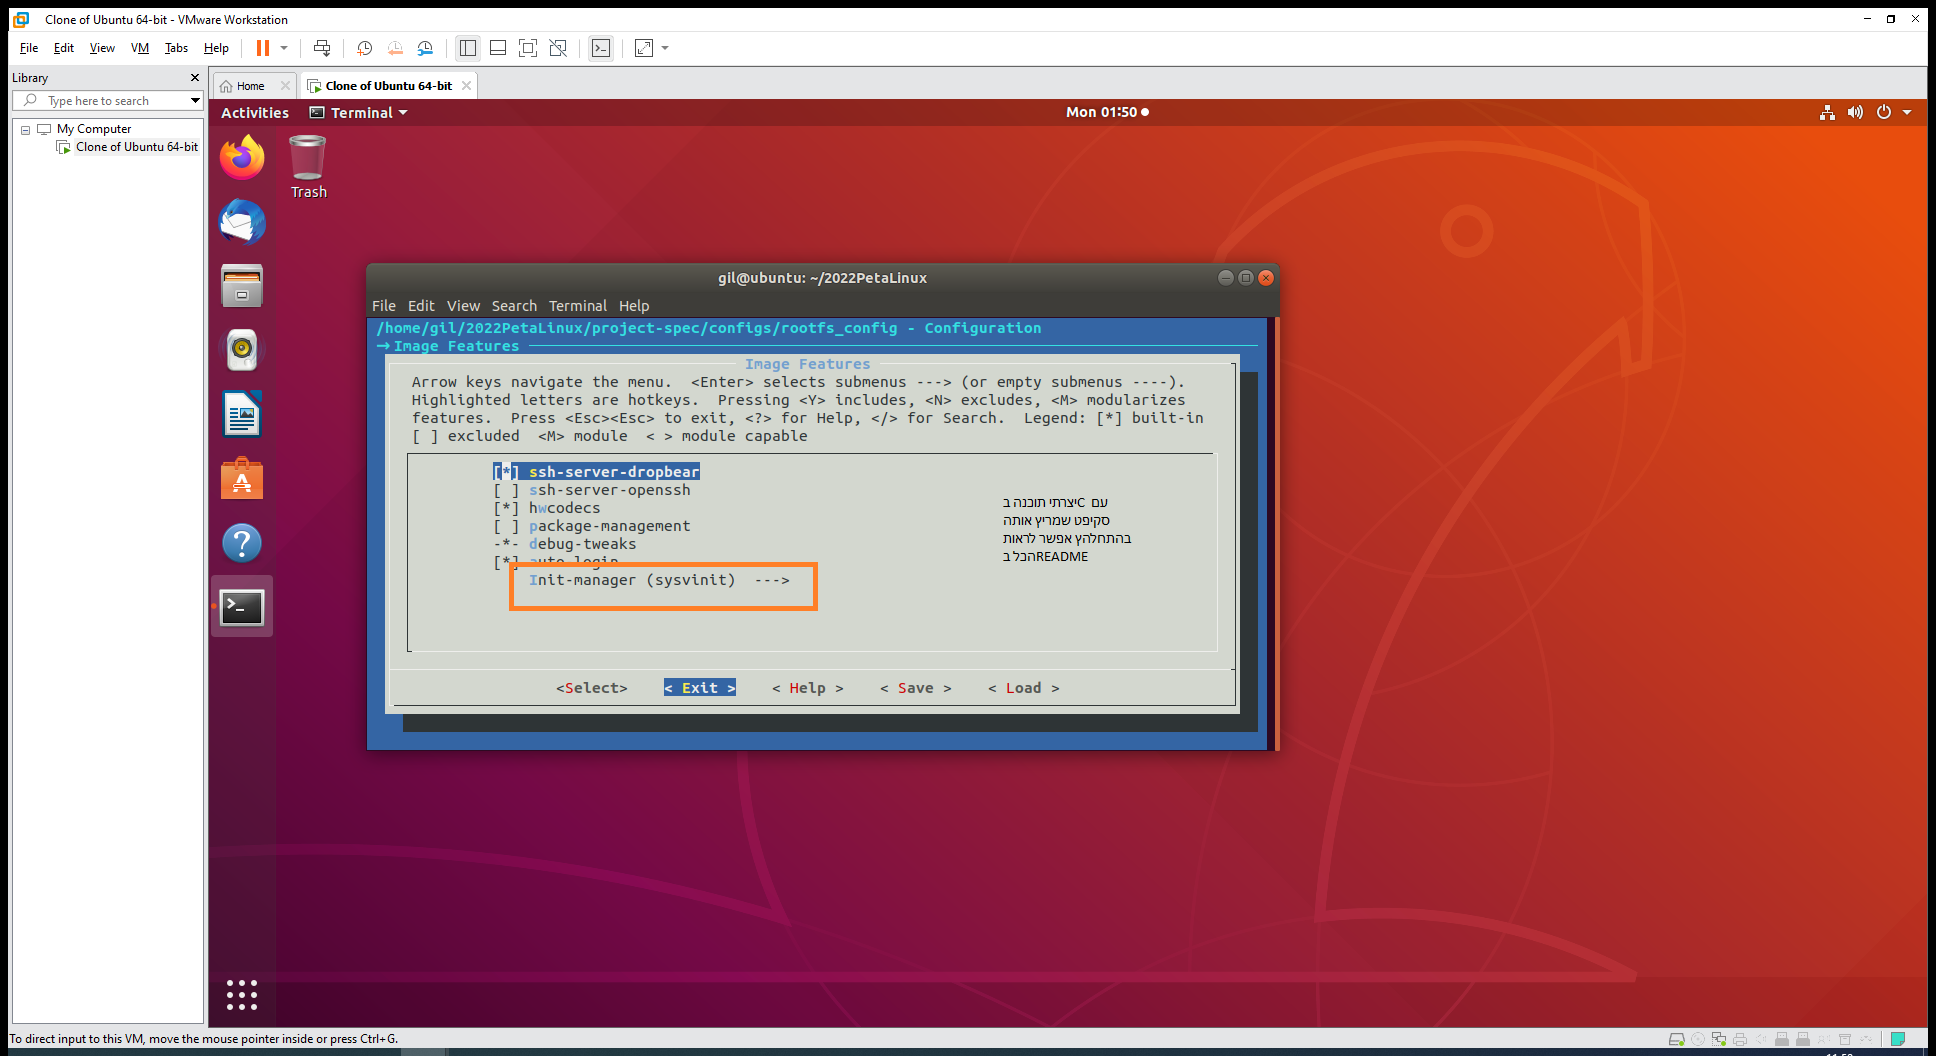 Clone of Ubuntu 64-bit - VMware Workstation
File Edit View VM Tabs Help
Library
Type here to search
My Computer
Clone of Ubuntu 64-bit
Home
Clone of Ubuntu 64-bit
Activities
Terminal
Mon 01:50
Trash
gil@ubuntu: ~/2022PetaLinux
File Edit View Search Terminal Help
/home/gil/2022PetaLinux/project-spec/configs/rootfs_config - Configuration
→ Image Features
Image Features
Arrow keys navigate the menu.  <Enter> selects submenus ---> (or empty submenus ----).
Highlighted letters are hotkeys.  Pressing <Y> includes, <N> excludes, <M> modularizes
features.  Press <Esc><Esc> to exit, <?> for Help, </> for Search.  Legend: [*] built-in
[ ] excluded  <M> module  < > module capable
[*] ssh-server-dropbear
[ ] ssh-server-openssh
[*] hwcodecs
[ ] package-management
-*- debug-tweaks
[*] auto-login
Init-manager (sysvinit)  --->
יצרתי תוכנה ב C עם
סקיפט שמריץ אותה
בהתחלהץ אפשר לראות
הכל ב README
<Select> < Exit > < Help > < Save > < Load >
To direct input to this VM, move the mouse pointer inside or press Ctrl+G.